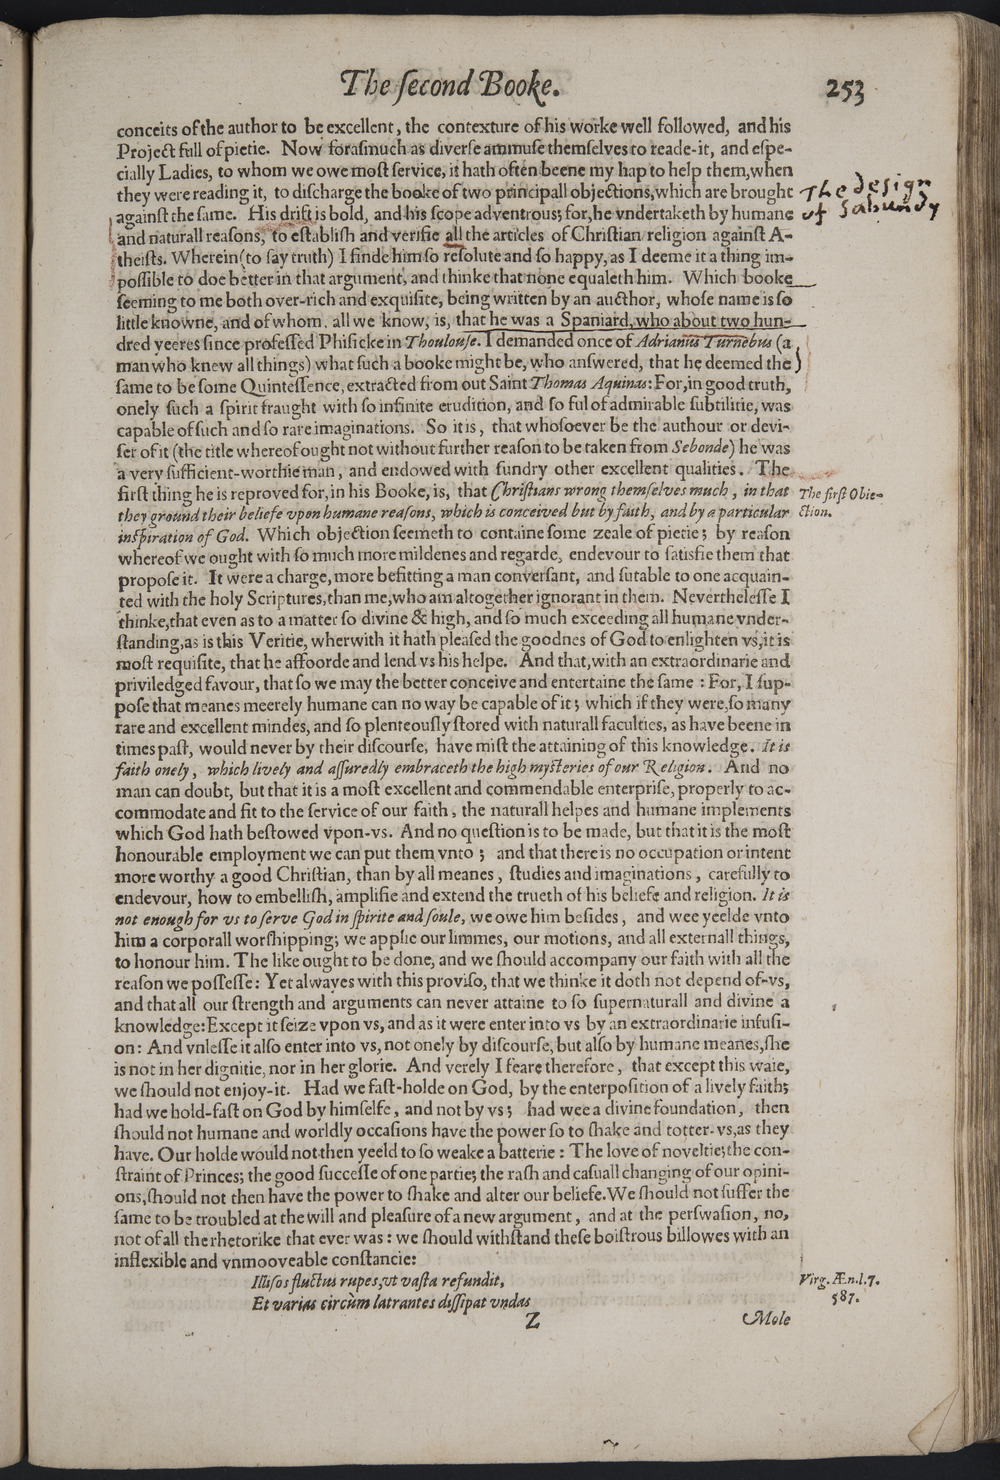 The ſecond Booke.
253
conceits of the author to be excellent, the contexture of his worke well followed, and his
Project full of pietie. Now foraſmuch as diverſe ammuſe themſelves to reade-it, and eſpe-
cially Ladies, to whom we owe moſt ſervice, it hath often beene my hap to help them, when
they were reading it, to diſcharge the booke of two principall objections, which are brought
The deſign
againſt the ſame. His drift is bold, and his ſcope adventrous; for, he vndertaketh by humane
of Sabundy
and naturall reaſons, to eſtabliſh and verifie all the articles of Chriſtian religion againſt A-
theiſts. Wherein (to ſay truth) I finde him ſo reſolute and ſo happy, as I deeme it a thing im-
poſſible to doe better in that argument, and thinke that none equaleth him. Which booke
ſeeming to me both over-rich and exquiſite, being written by an aucthor, whoſe name is ſo
little knowne, and of whom, all we know, is, that he was a Spaniard, who about two hun-
dred yeeres ſince profeſſed Phiſicke in Thoulouſe. I demanded once of Adrianus Turnebus (a
man who knew all things) what ſuch a booke might be, who anſwered, that he deemed the
ſame to be ſome Quinteſſence, extracted from out Saint Thomas Aquinas: For, in good truth,
onely ſuch a ſpirit fraught with ſo infinite erudition, and ſo ful of admirable ſubtilitie, was
capable of ſuch and ſo rare imaginations. So it is, that whoſoever be the authour or devi-
ſer of it (the title whereof ought not without further reaſon to be taken from Sebonde) he was
a very ſufficient-worthie man, and endowed with ſundry other excellent qualities. The
firſt thing he is reproved for, in his Booke, is, that Chriſtians wrong themſelves much, in that
The firſt Obie-
they ground their beliefe vpon humane reaſons, which is conceived but by faith, and by a particular
ction.
inſpiration of God. Which objection ſeemeth to containe ſome zeale of pietie; by reaſon
whereof we ought with ſo much more mildenes and regarde, endevour to ſatisfie them that
propoſe it. It were a charge, more befitting a man converſant, and ſutable to one acquain-
ted with the holy Scriptures, than me, who am altogether ignorant in them. Nevertheleſſe I
thinke, that even as to a matter ſo divine & high, and ſo much exceeding all humane vnder-
ſtanding, as is this Veritie, wherwith it hath pleaſed the goodnes of God to enlighten vs, it is
moſt requiſite, that he affoorde and lend vs his helpe. And that, with an extraordinarie and
priviledged favour, that ſo we may the better conceive and entertaine the ſame : For, I ſup-
poſe that meanes meerely humane can no way be capable of it; which if they were, ſo many
rare and excellent mindes, and ſo plenteouſly ſtored with naturall faculties, as have beene in
times paſt, would never by their diſcourſe, have miſt the attaining of this knowledge. It is
faith onely, which lively and aſſuredly embraceth the high myſteries of our Religion. And no
man can doubt, but that it is a moſt excellent and commendable enterpriſe, properly to ac-
commodate and fit to the ſervice of our faith, the naturall helpes and humane implements
which God hath beſtowed vpon-vs. And no queſtion is to be made, but that it is the moſt
honourable employment we can put them vnto ; and that there is no occupation or intent
more worthy a good Chriſtian, than by all meanes, ſtudies and imaginations, carefully to
endevour, how to embelliſh, amplifie and extend the trueth of his beliefe and religion. It is
not enough for vs to ſerve God in ſpirite and ſoule, we owe him beſides, and wee yeelde vnto
him a corporall worſhipping; we applie our limmes, our motions, and all externall things,
to honour him. The like ought to be done, and we ſhould accompany our faith with all the
reaſon we poſſeſſe: Yet alwayes with this proviſo, that we thinke it doth not depend of-vs,
and that all our ſtrength and arguments can never attaine to ſo ſupernaturall and divine a
knowledge: Except it ſeize vpon vs, and as it were enter into vs by an extraordinarie infuſi-
on: And vnleſſe it alſo enter into vs, not onely by diſcourſe, but alſo by humane meanes, ſhe
is not in her dignitie, nor in her glorie. And verely I feare therefore, that except this waie,
we ſhould not enjoy-it. Had we faſt-holde on God, by the enterpoſition of a lively faith;
had we hold-faſt on God by himſelfe, and not by vs; had wee a divine foundation, then
ſhould not humane and worldly occaſions have the power ſo to ſhake and totter-vs, as they
have. Our holde would not then yeeld to ſo weake a batterie : The love of noveltie; the con-
ſtraint of Princes; the good ſucceſſe of one partie; the raſh and caſuall changing of our opini-
ons, ſhould not then have the power to ſhake and alter our beliefe. We ſhould not ſuffer the
ſame to be troubled at the will and pleaſure of a new argument, and at the perſwaſion, no,
not of all the rhetorike that ever was : we ſhould withſtand theſe boiſtrous billowes with an
inflexible and vnmooveable conſtancie:
Illiſos fluctus rupes, vt vaſta refundit,
Virg. Æn. l. 7.
Et varias circùm latrantes diſſipat vndas
587.
Z
Mole